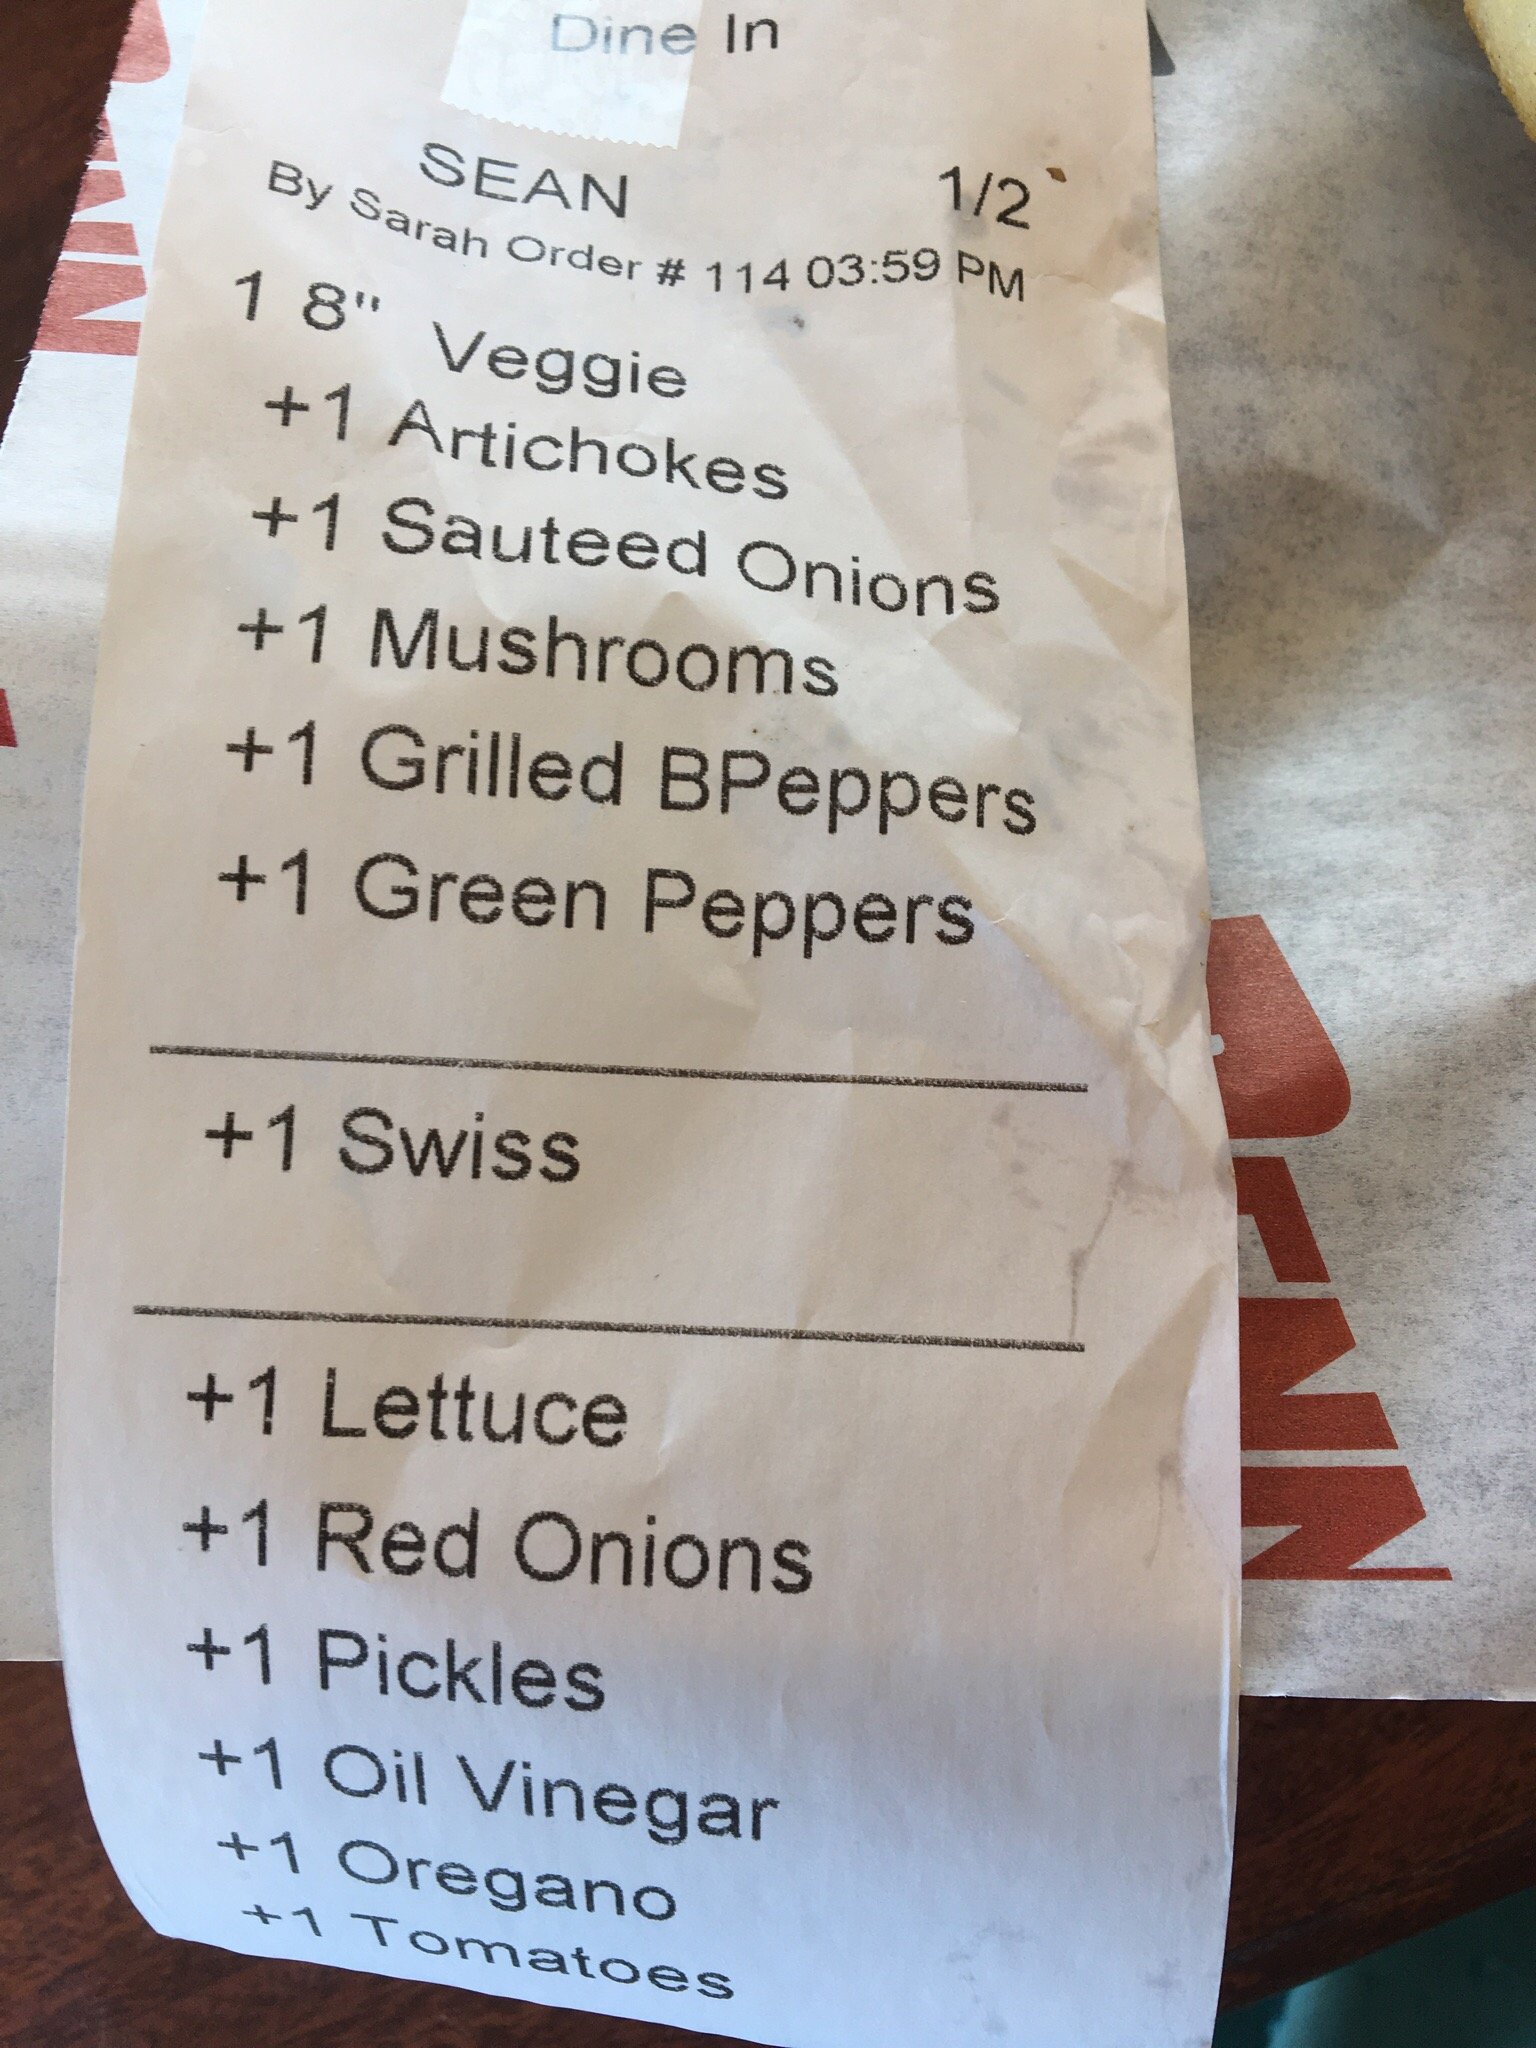 Dine In
SEAN 1/2
By Sarah Order # 114 03:59 PM
1 8" Veggie
+1 Artichokes
+1 Sauteed Onions
+1 Mushrooms
+1 Grilled BPeppers
+1 Green Peppers
+1 Swiss
+1 Lettuce
+1 Red Onions
+1 Pickles
+1 Oil Vinegar
+1 Oregano
+1 Tomatoes